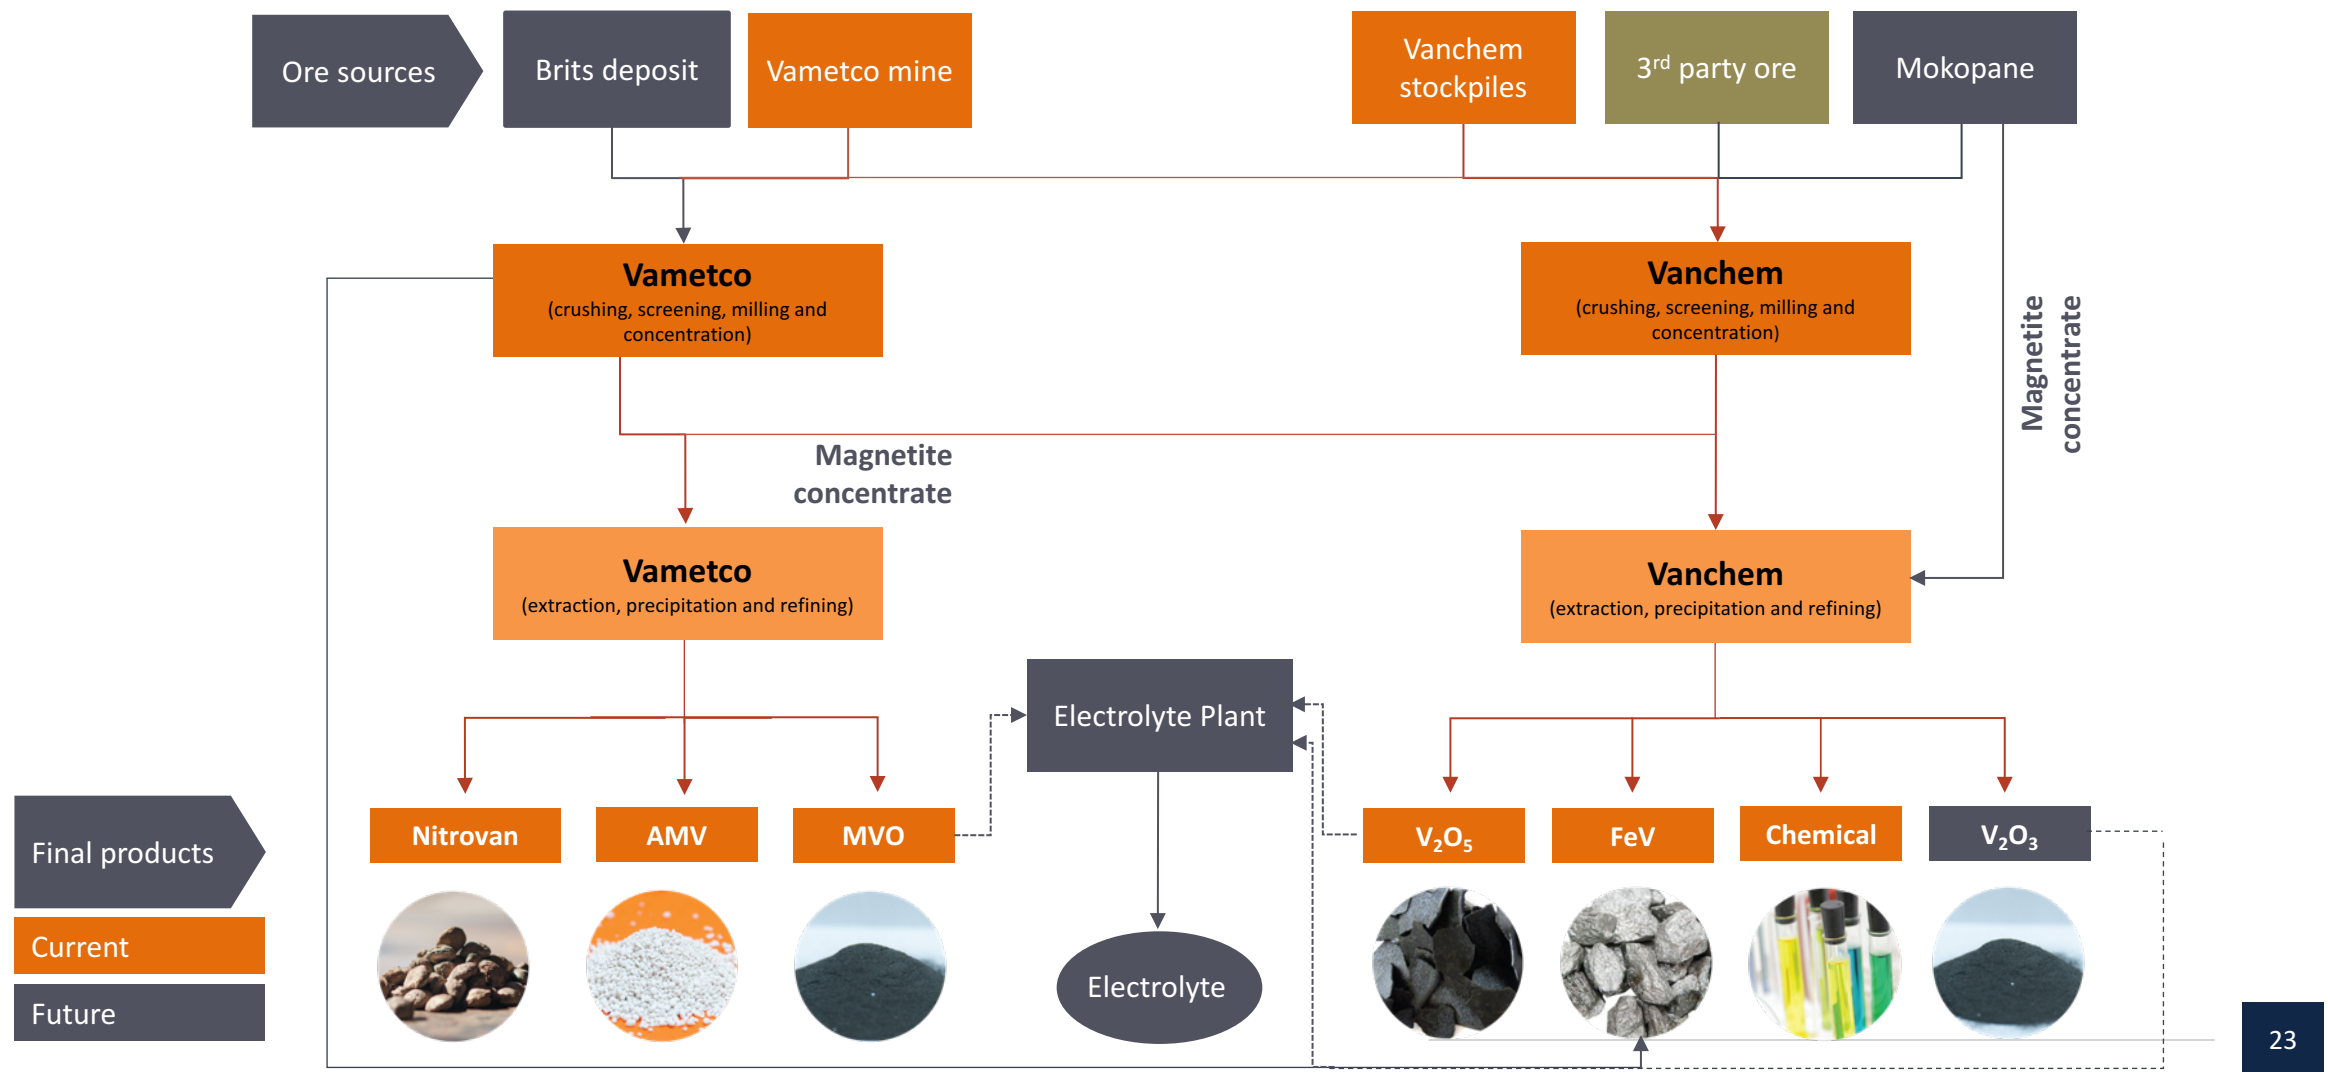 Ore sources
Brits deposit
Vametco mine
Vanchem
stockpiles
3rd party ore
Mokopane
Vametco
(crushing, screening, milling and
concentration)
Vanchem
(crushing, screening, milling and
concentration)
Magnetite
concentrate
Magnetite
concentrate
Vametco
(extraction, precipitation and refining)
Vanchem
(extraction, precipitation and refining)
Electrolyte Plant
Nitrovan
AMV
MVO
V2O5
FeV
Chemical
V2O3
Final products
Current
Future
Electrolyte
23